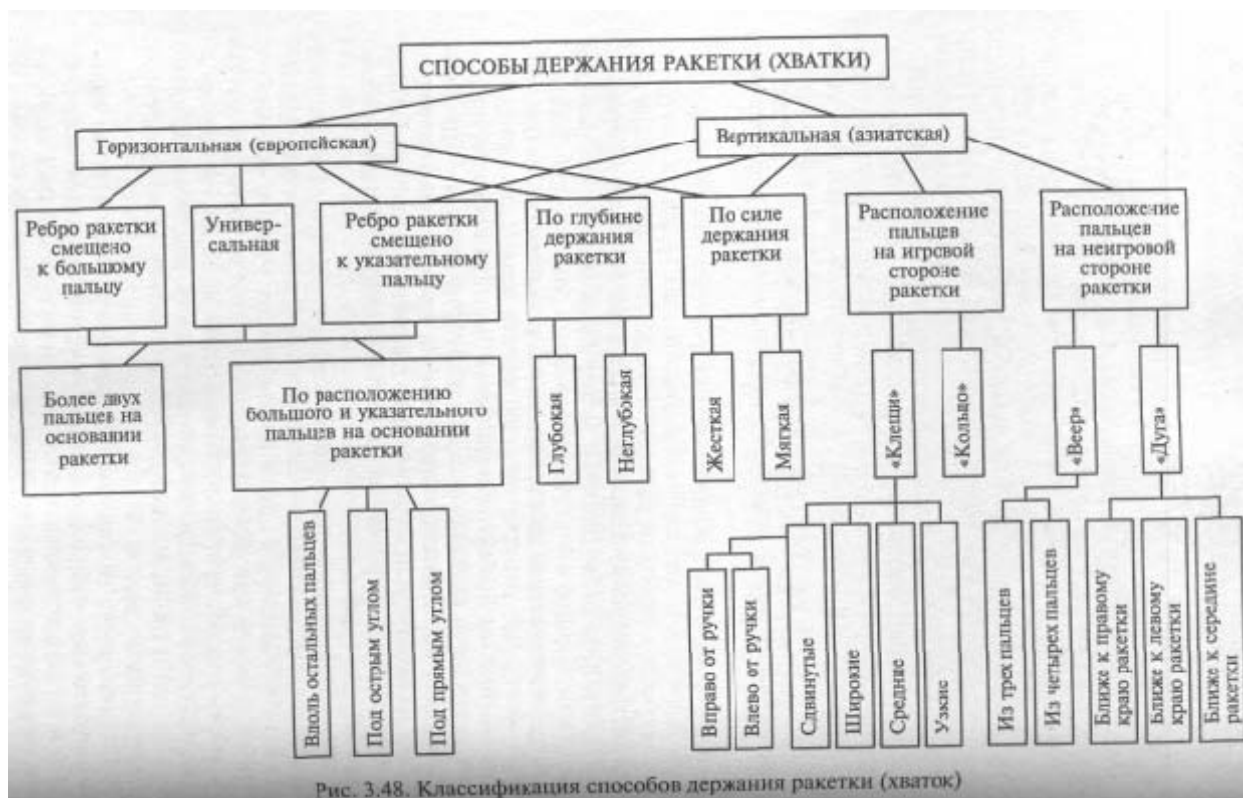 СПОСОБЫ ДЕРЖАНИЯ РАКЕТКИ (ХВАТКИ)
Горизонтальная (европейская)
Вертикальная (азиатская)
Ребро ракетки
смещено
к большому
пальцу
Универ-
сальная
Ребро ракетки
смещено
к указательному
пальцу
По глубине
держания
ракетки
По силе
держания
ракетки
Расположение
пальцев
на игровой
стороне
ракетки
Расположение
пальцев
на неигровой
стороне
ракетки
Более двух
пальцев на
основании
ракетки
По расположению
большого и указательного
пальцев на основании
ракетки
Глубокая
Неглубокая
Жесткая
Мягкая
«Клещи»
«Кольцо»
«Веер»
«Дуга»
Вдоль остальных пальцев
Под острым углом
Под прямым углом
Вправо от ручки
Влево от ручки
Сдвинутые
Широкие
Средние
Узкие
Из трех пальцев
Из четырех пальцев
Ближе к правому
краю ракетки
Ближе к левому
краю ракетки
Ближе к середине
ракетки
Рис. 3.48. Классификация способов держания ракетки (хваток)